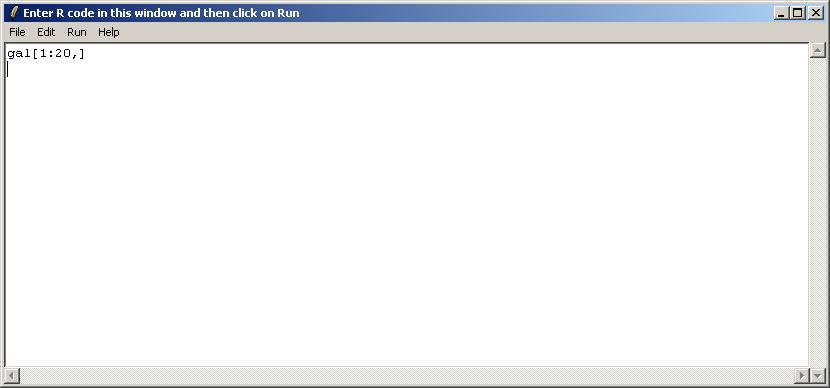 Enter R code in this window and then click on Run
File Edit Run Help
gal[1:20,]